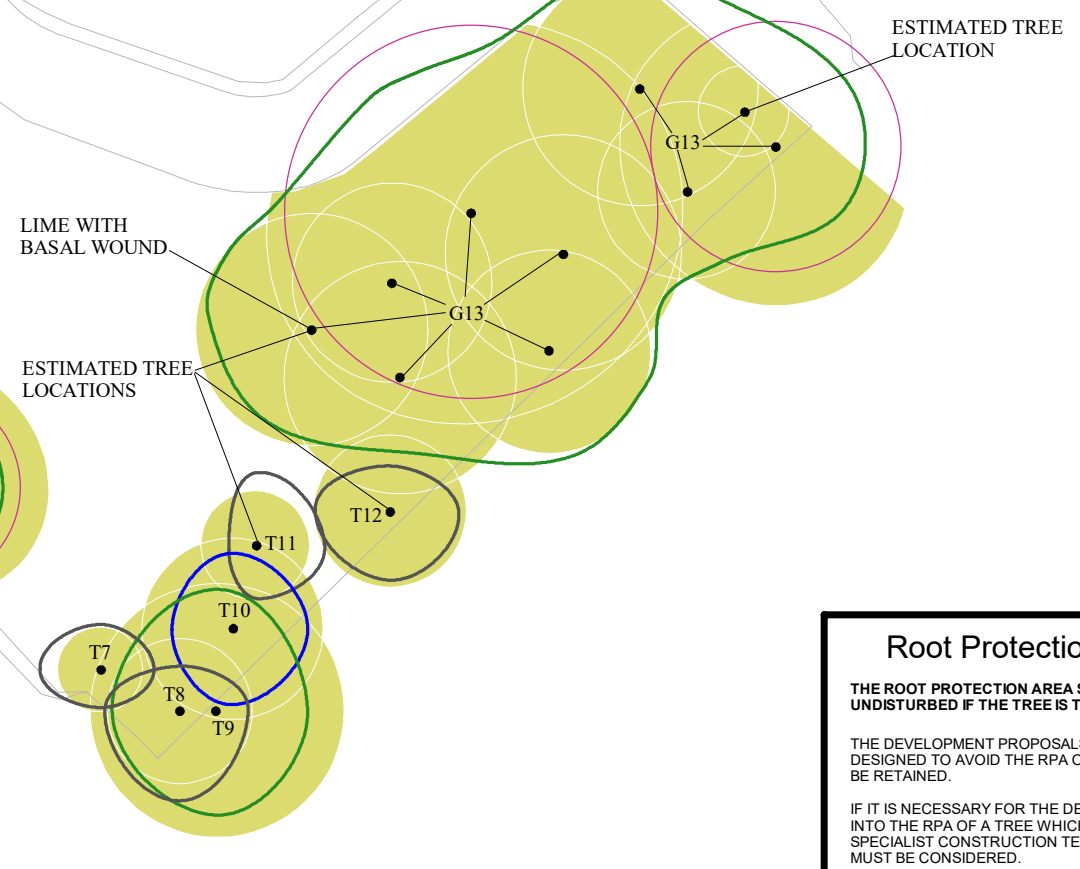 ESTIMATED TREE
LOCATION
G13
LIME WITH
BASAL WOUND
G13
ESTIMATED TREE
LOCATIONS
T12
T11
T10
T7
T8
T9
Root Protectio
THE ROOT PROTECTION AREA S
UNDISTURBED IF THE TREE IS T
THE DEVELOPMENT PROPOSALS
DESIGNED TO AVOID THE RPA O
BE RETAINED.
IF IT IS NECESSARY FOR THE DE
INTO THE RPA OF A TREE WHICH
SPECIALIST CONSTRUCTION TE
MUST BE CONSIDERED.